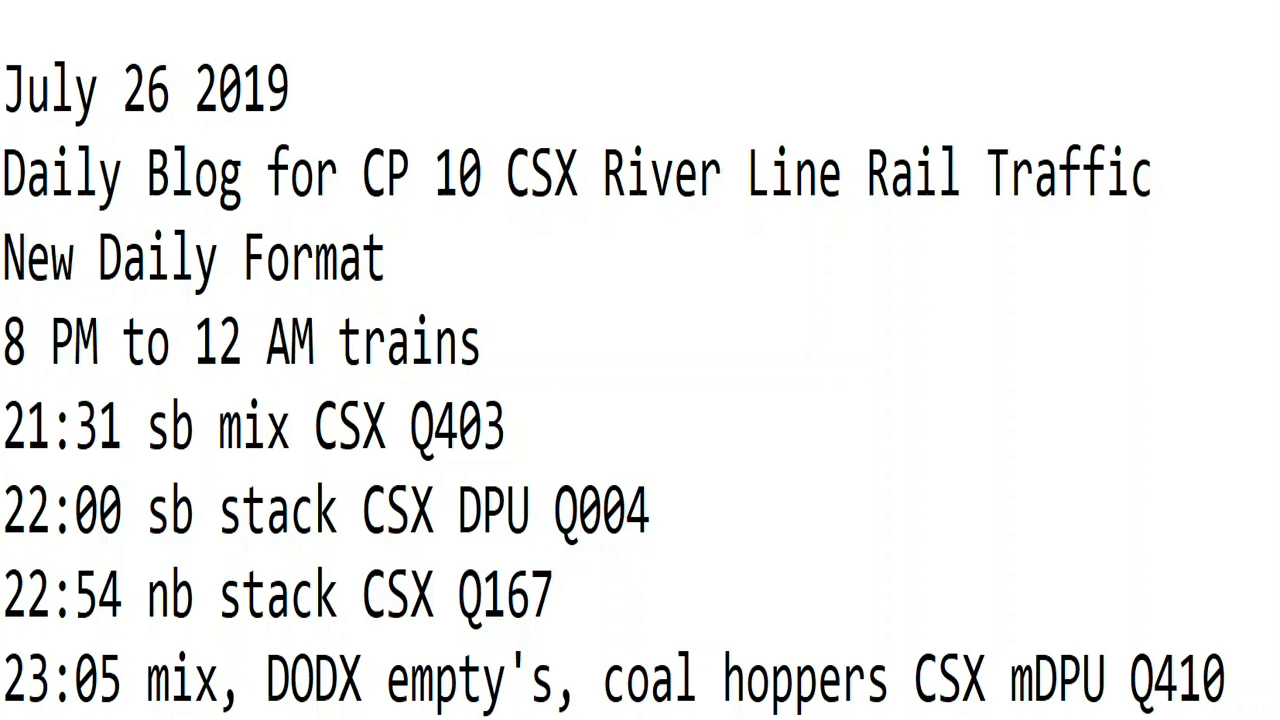 July 26 2019
Daily Blog for CP 10 CSX River Line Rail Traffic
New Daily Format
8 PM to 12 AM trains
21:31 sb mix CSX Q403
22:00 sb stack CSX DPU Q004
22:54 nb stack CSX Q167
23:05 mix, DODX empty's, coal hoppers CSX mDPU Q410